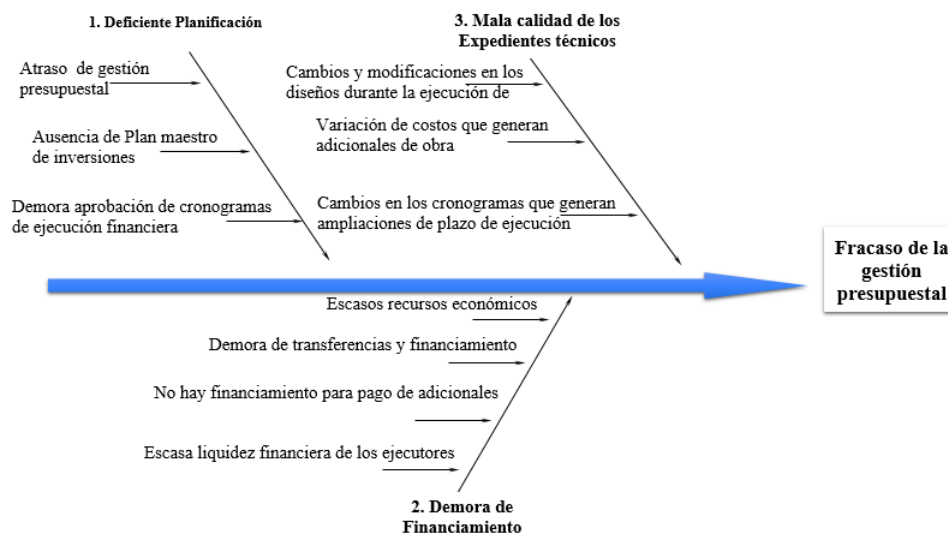 1. Deficiente Planificación
Atraso de gestión
presupuestal
Ausencia de Plan maestro
de inversiones
Demora aprobación de cronogramas
de ejecución financiera
3. Mala calidad de los
Expedientes técnicos
Cambios y modificaciones en los
diseños durante la ejecución de
Variación de costos que generan
adicionales de obra
Cambios en los cronogramas que generan
ampliaciones de plazo de ejecución
Fracaso de la
gestión
presupuestal
Escasos recursos económicos
Demora de transferencias y financiamiento
No hay financiamiento para pago de adicionales
Escasa liquidez financiera de los ejecutores
2. Demora de
Financiamiento